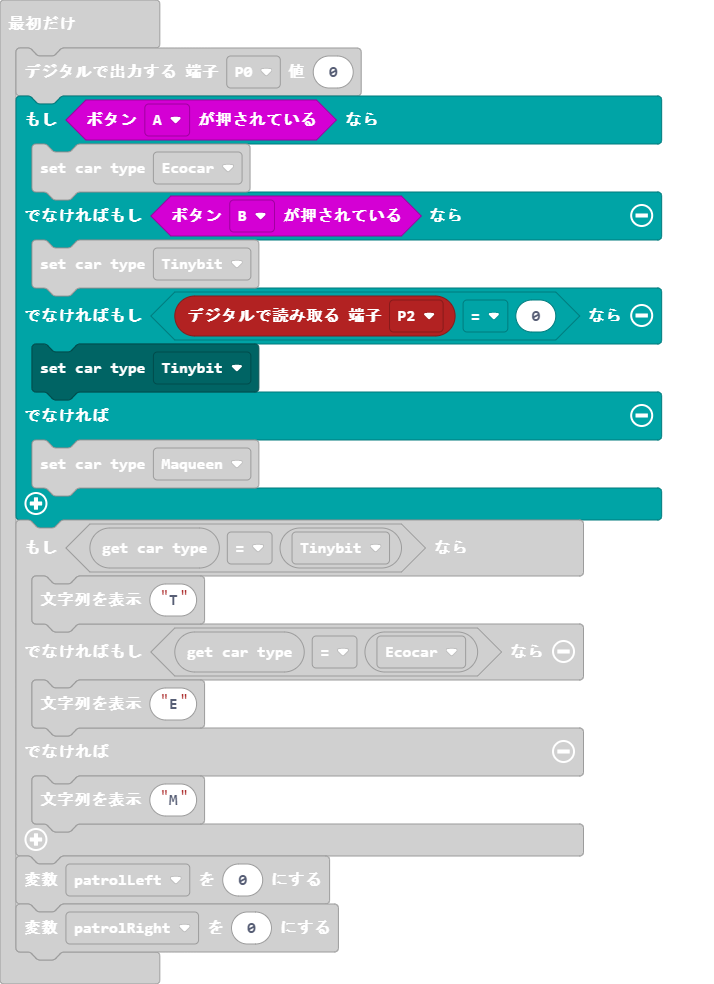 最初だけ
デジタルで出力する 端子 P0 値 0
もし ボタン A が押されている なら
set car type Ecocar
でなければもし ボタン B が押されている なら
set car type Tinybit
でなければもし デジタルで読み取る 端子 P2 = 0 なら
set car type Tinybit
でなければ
set car type Maqueen
もし get car type = Tinybit なら
文字列を表示 "T"
でなければもし get car type = Ecocar なら
文字列を表示 "E"
でなければ
文字列を表示 "M"
変数 patrolLeft を 0 にする
変数 patrolRight を 0 にする